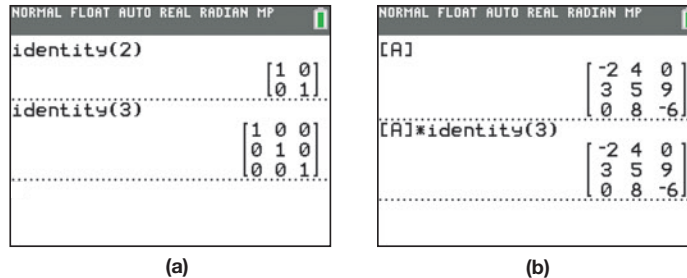 NORMAL FLOAT AUTO REAL RADIAN MP
identity(2)
[1 0]
[0 1]
identity(3)
[1 0 0]
[0 1 0]
[0 0 1]
(a)
NORMAL FLOAT AUTO REAL RADIAN MP
[A]
[-2 4 0]
[3 5 9]
[0 8 -6]
[A]*identity(3)
[-2 4 0]
[3 5 9]
[0 8 -6]
(b)